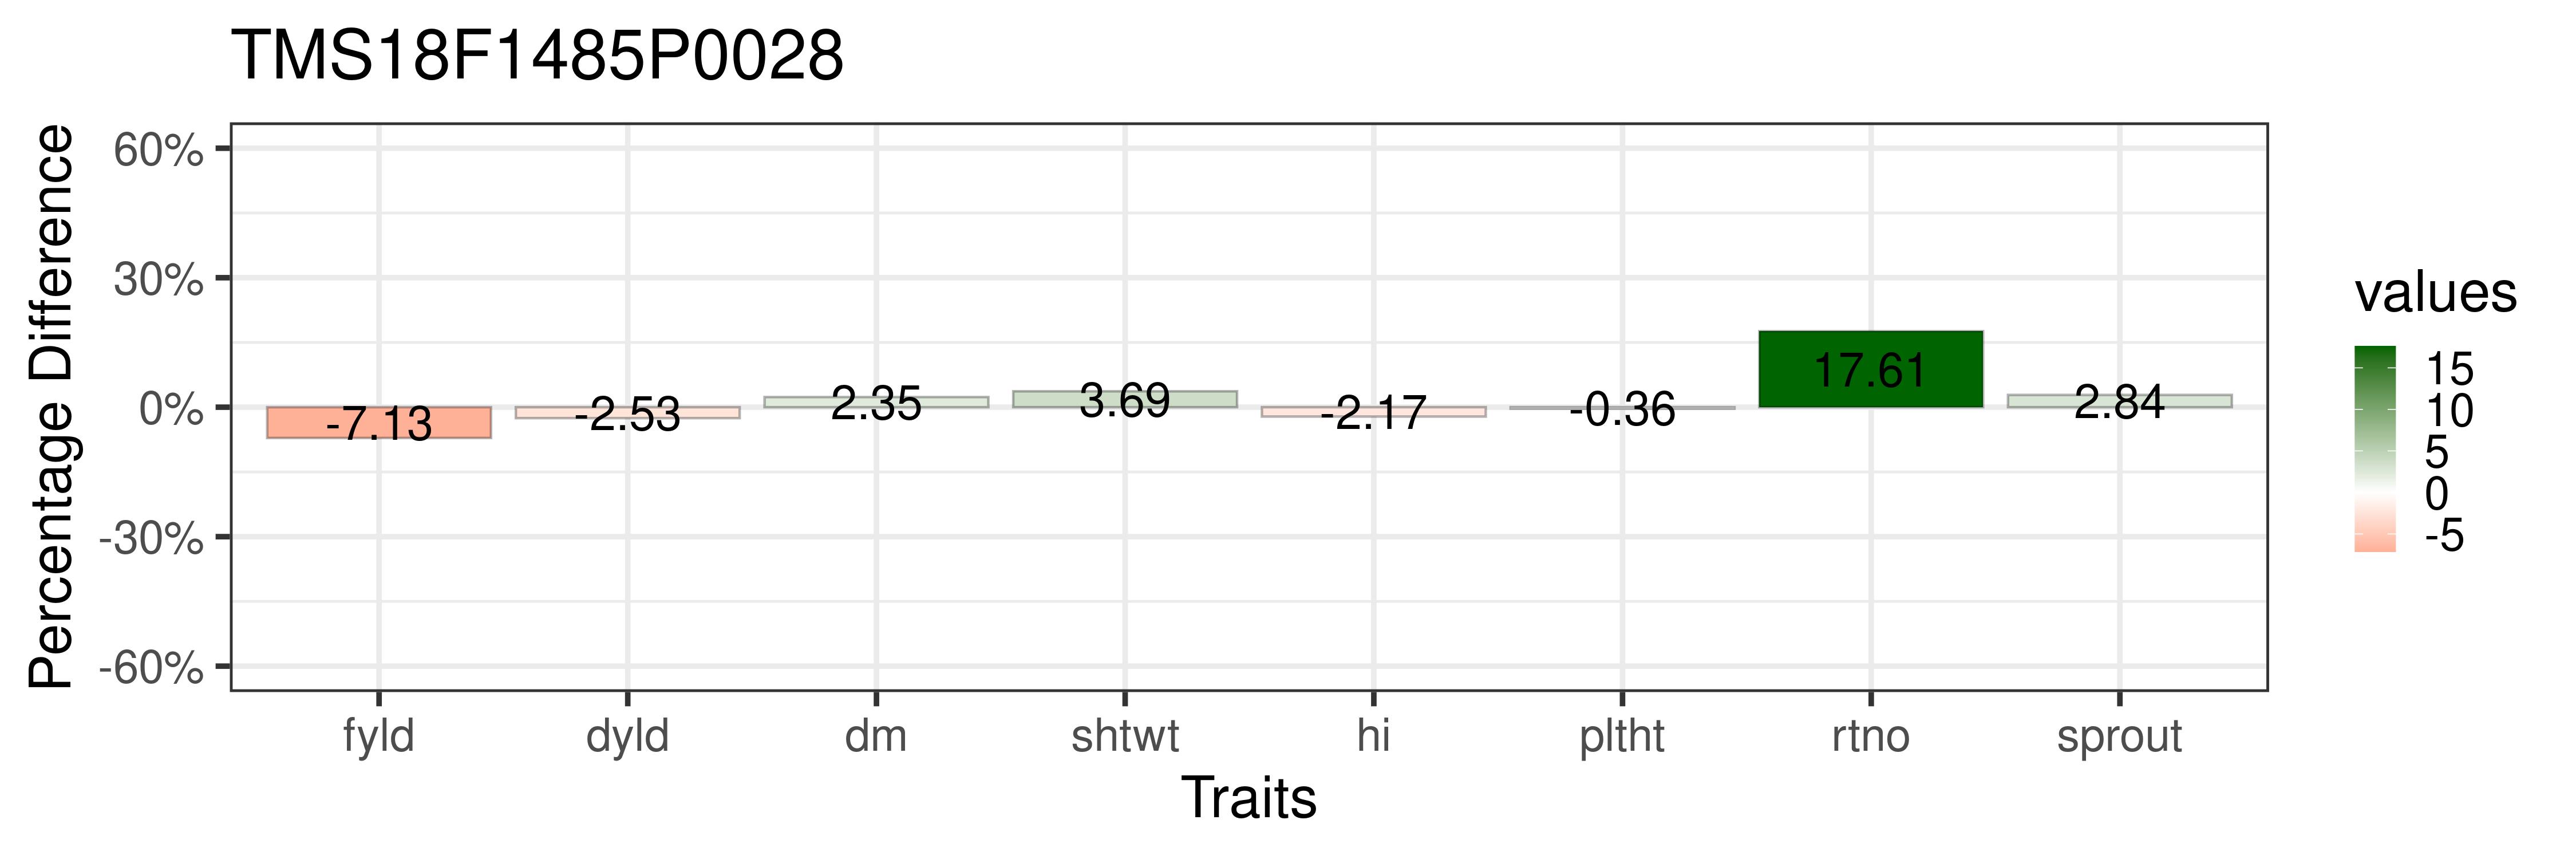 TMS18F1485P0028
Percentage Difference
60%
30%
0%
-30%
-60%
-7.13
-2.53
2.35
3.69
-2.17
-0.36
17.61
2.84
fyld
dyld
dm
shtwt
hi
pltht
rtno
sprout
Traits
values
15
10
5
0
-5